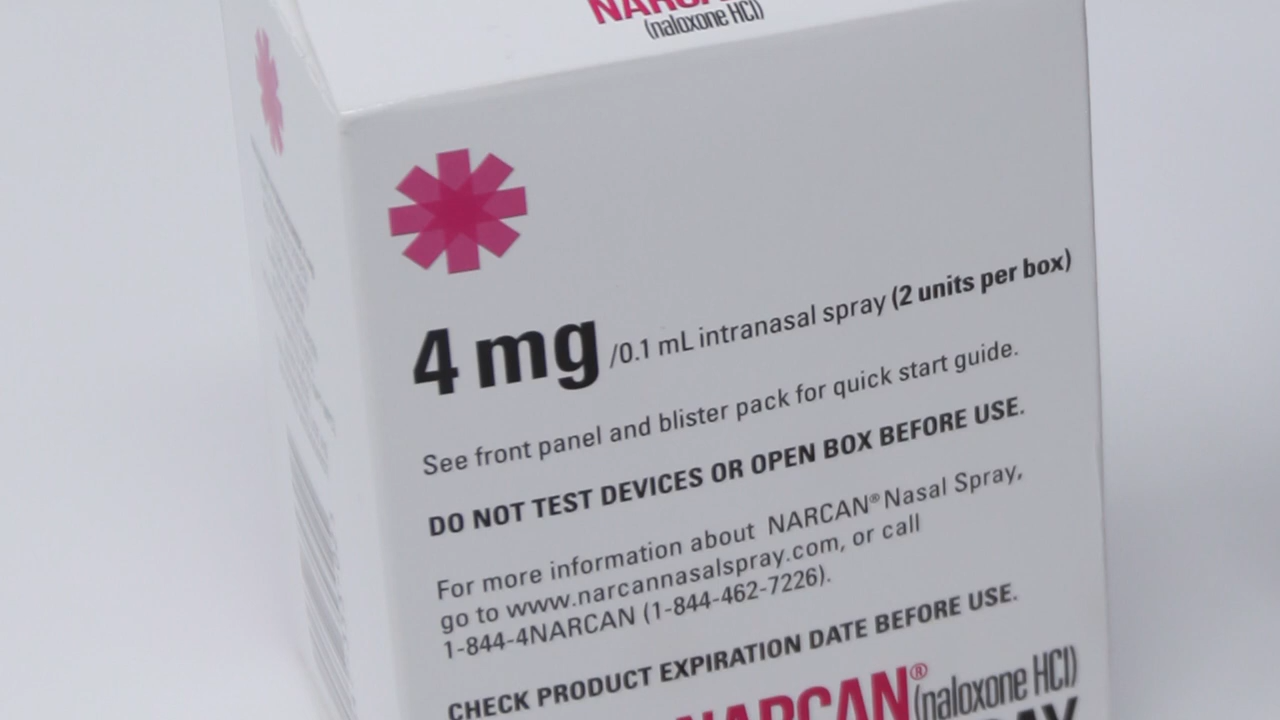 (naloxone HCl)
4 mg /0.1 mL intranasal spray (2 units per box)
See front panel and blister pack for quick start guide.
DO NOT TEST DEVICES OR OPEN BOX BEFORE USE.
For more information about NARCAN® Nasal Spray,
go to www.narcannasalspray.com, or call
1-844-4NARCAN (1-844-462-7226).
CHECK PRODUCT EXPIRATION DATE BEFORE USE.
NARCAN® (naloxone HCl)